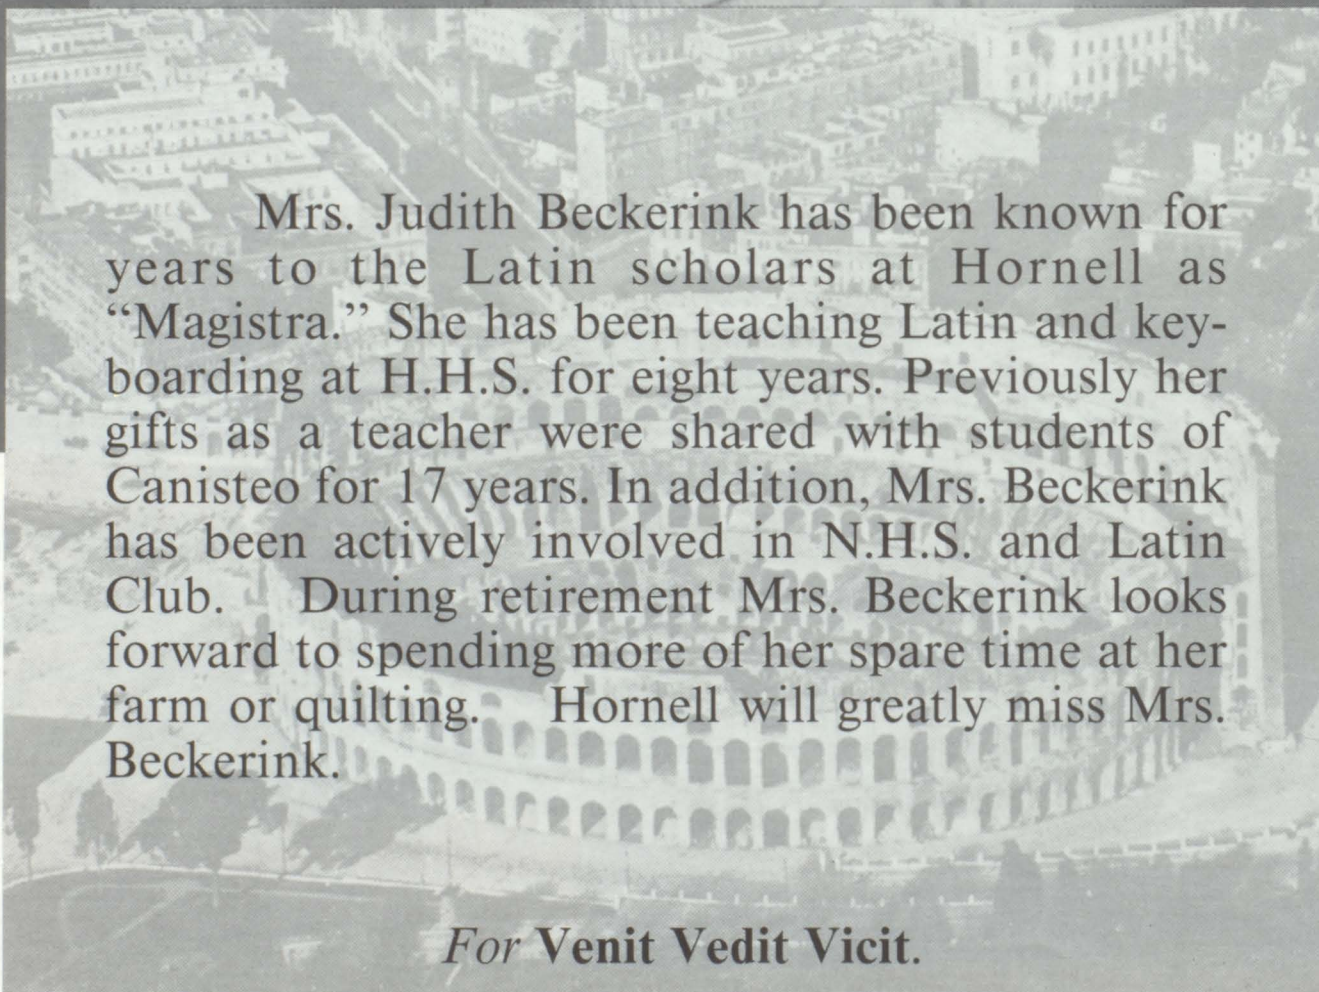 Mrs. Judith Beckerink has been known for
years to the Latin scholars at Hornell as
“Magistra.” She has been teaching Latin and key-
boarding at H.H.S. for eight years. Previously her
gifts as a teacher were shared with students of
Canisteo for 17 years. In addition, Mrs. Beckerink
has been actively involved in N.H.S. and Latin
Club. During retirement Mrs. Beckerink looks
forward to spending more of her spare time at her
farm or quilting. Hornell will greatly miss Mrs.
Beckerink.
For Venit Vedit Vicit.